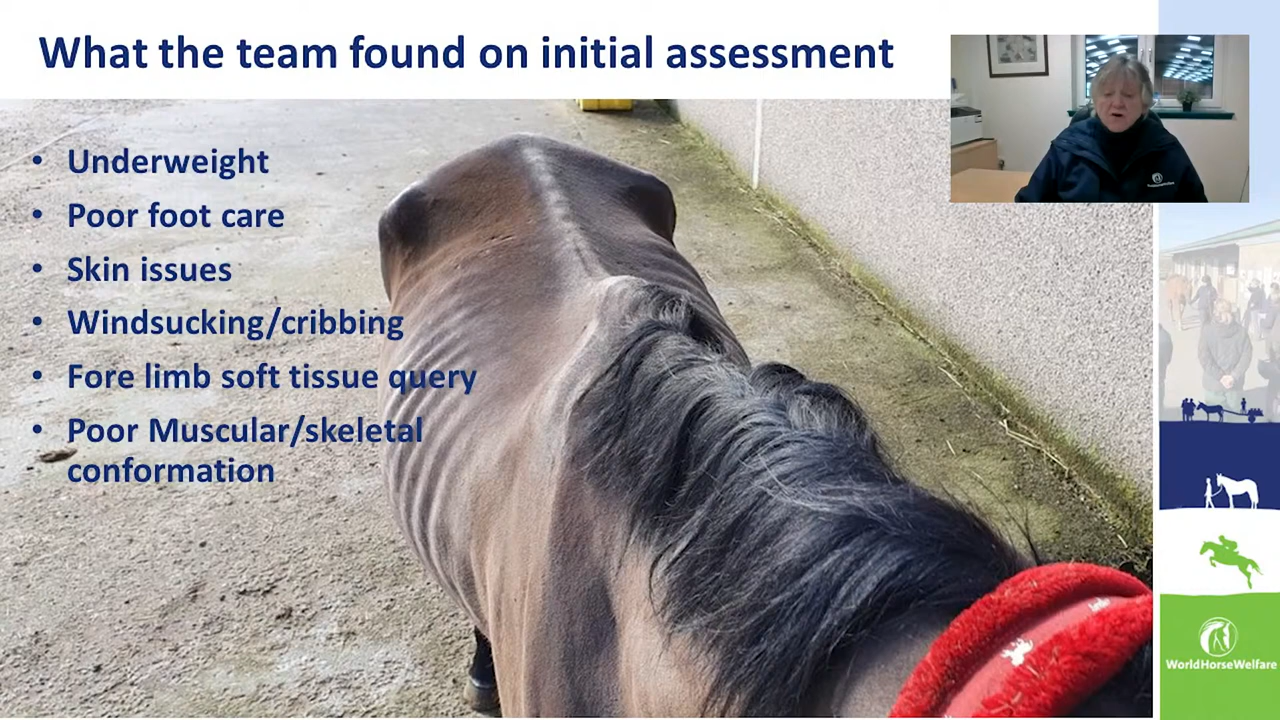 What the team found on initial assessment
• Underweight
• Poor foot care
• Skin issues
• Windsucking/cribbing
• Fore limb soft tissue query
• Poor Muscular/skeletal
conformation
WorldHorseWelfare